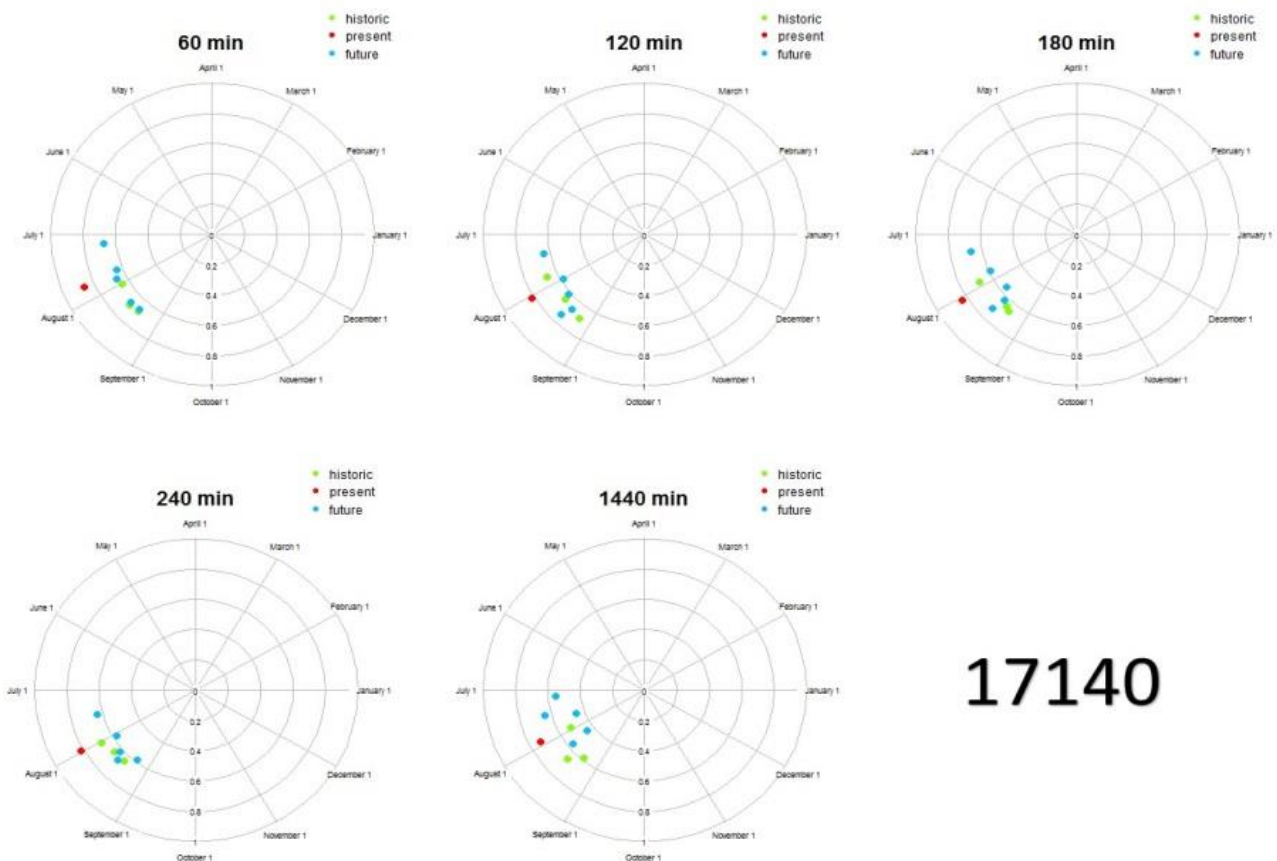 60 min
historic
present
future
April 1
May 1
March 1
June 1
February 1
July 1
0
January 1
0.2
0.4
August 1
December 1
0.6
0.8
September 1
November 1
1
October 1
120 min
historic
present
future
April 1
May 1
March 1
June 1
February 1
July 1
0
January 1
0.2
0.4
August 1
December 1
0.6
0.8
September 1
November 1
1
October 1
180 min
historic
present
future
April 1
May 1
March 1
June 1
February 1
July 1
0
January 1
0.2
0.4
August 1
December 1
0.6
0.8
September 1
November 1
1
October 1
240 min
historic
present
future
April 1
May 1
March 1
June 1
February 1
July 1
0
January 1
0.2
0.4
August 1
December 1
0.6
0.8
September 1
November 1
1
October 1
1440 min
historic
present
future
April 1
May 1
March 1
June 1
February 1
July 1
0
January 1
0.2
0.4
August 1
December 1
0.6
0.8
September 1
November 1
1
October 1
17140